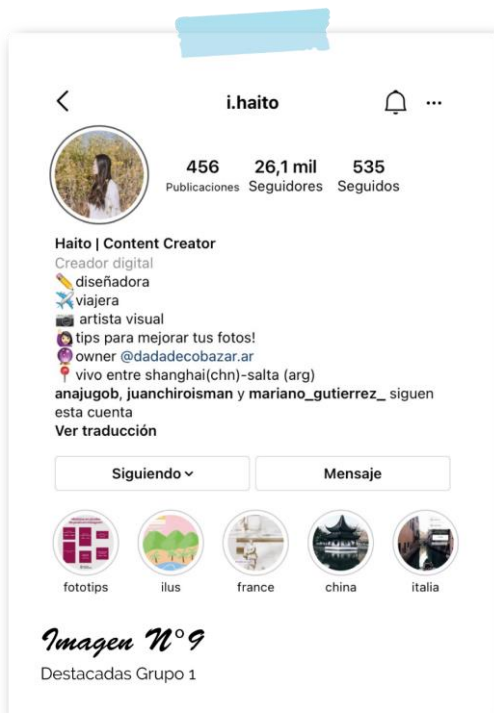 i.haito
456 26,1 mil 535
Publicaciones Seguidores Seguidos
Haito | Content Creator
Creador digital
diseñadora
viajera
artista visual
tips para mejorar tus fotos!
owner @dadadecobazar.ar
vivo entre shanghai(chn)-salta (arg)
anajugob, juanchiroisman y mariano_gutierrez_ siguen
esta cuenta
Ver traducción
Siguiendo Mensaje
fototips ilus france china italia
Imagen N°9
Destacadas Grupo 1